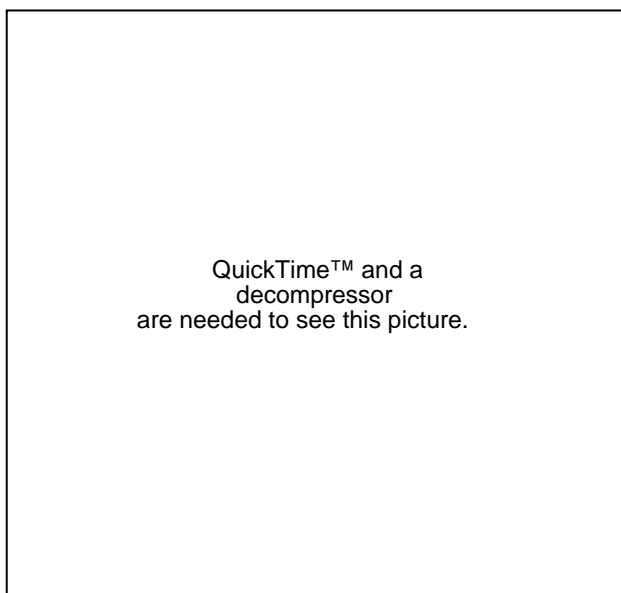 QuickTime™ and a
decompressor
are needed to see this picture.